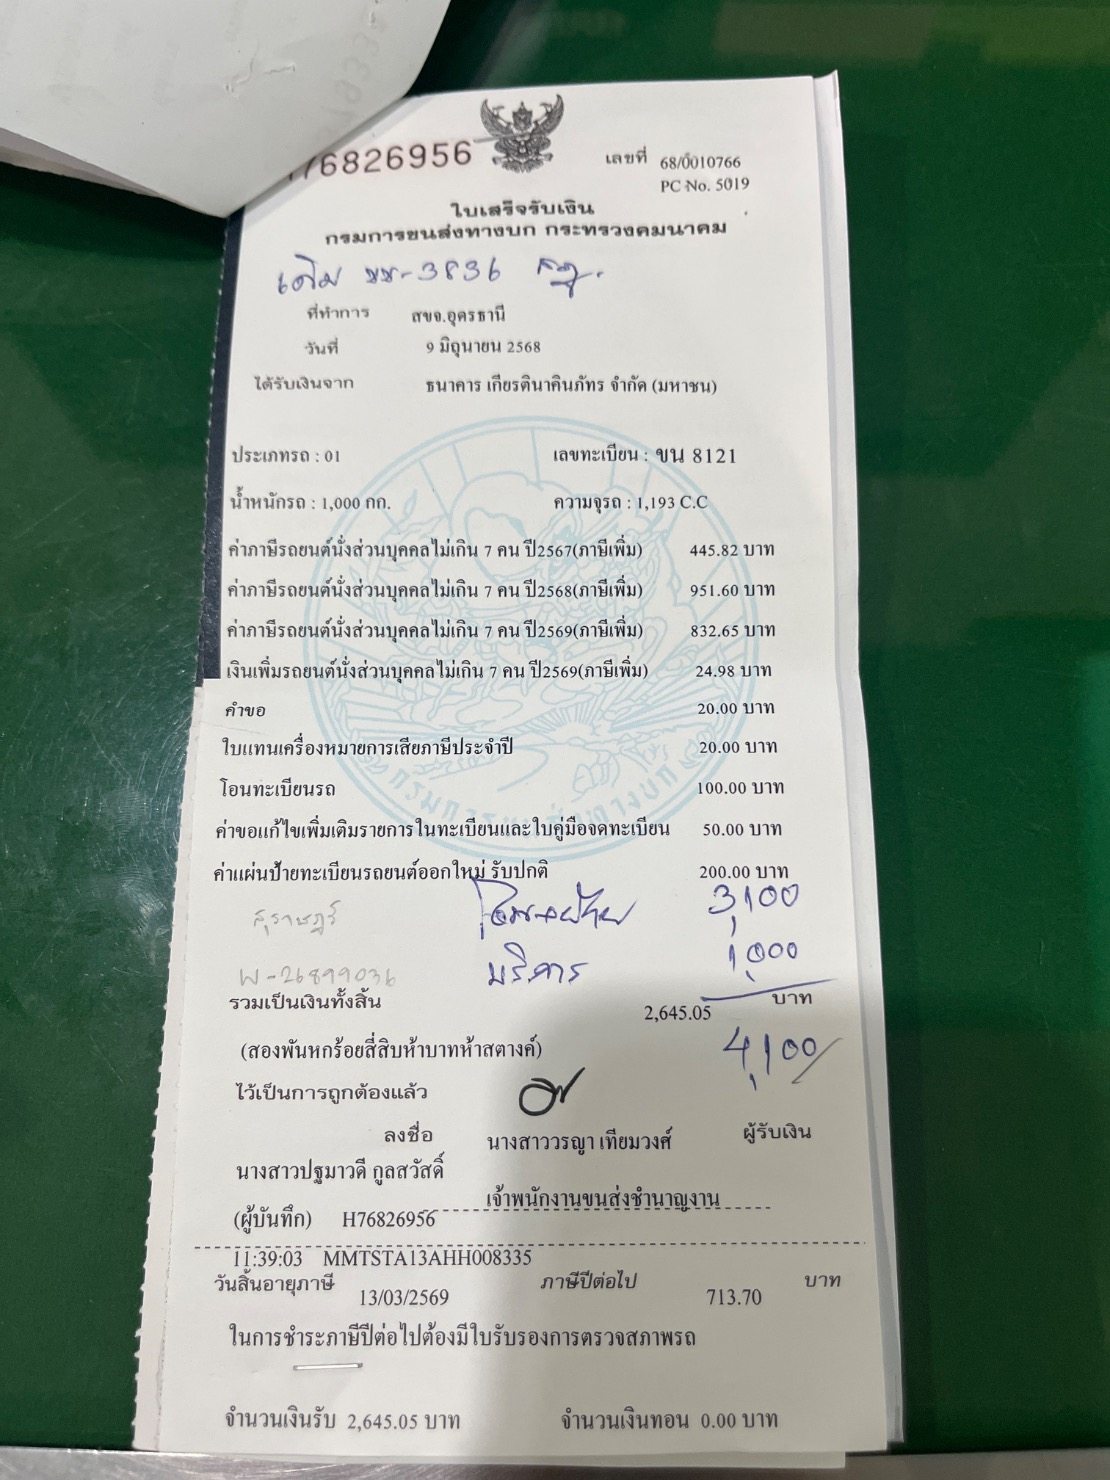 76826956
เลขที่ 68/0010766
PC No. 5019
ใบเสร็จรับเงิน
กรมการขนส่งทางบก กระทรวงคมนาคม
เดิม ขข-3836 สฎ.
ที่ทำการ สขจ.อุดรธานี
วันที่ 9 มิถุนายน 2568
ได้รับเงินจาก ธนาคาร เกียรตินาคินภัทร จำกัด (มหาชน)
ประเภทรถ : 01 เลขทะเบียน : ขน 8121
น้ำหนักรถ : 1,000 กก. ความจุรถ : 1,193 C.C
ค่าภาษีรถยนต์นั่งส่วนบุคคลไม่เกิน 7 คน ปี2567(ภาษีเพิ่ม) 445.82 บาท
ค่าภาษีรถยนต์นั่งส่วนบุคคลไม่เกิน 7 คน ปี2568(ภาษีเพิ่ม) 951.60 บาท
ค่าภาษีรถยนต์นั่งส่วนบุคคลไม่เกิน 7 คน ปี2569(ภาษีเพิ่ม) 832.65 บาท
เงินเพิ่มรถยนต์นั่งส่วนบุคคลไม่เกิน 7 คน ปี2569(ภาษีเพิ่ม) 24.98 บาท
คำขอ 20.00 บาท
ใบแทนเครื่องหมายการเสียภาษีประจำปี 20.00 บาท
โอนทะเบียนรถ 100.00 บาท
ค่าขอแก้ไขเพิ่มเติมรายการในทะเบียนและใบคู่มือจดทะเบียน 50.00 บาท
ค่าแผ่นป้ายทะเบียนรถยนต์ออกใหม่ รับปกติ 200.00 บาท
สุราษฎร์ 3,100
W-26899036 บริการ 1,000
รวมเป็นเงินทั้งสิ้น 2,645.05 บาท
(สองพันหกร้อยสี่สิบห้าบาทห้าสตางค์) 4,100
ไว้เป็นการถูกต้องแล้ว
ลงชื่อ นางสาววรญา เทียมวงศ์ ผู้รับเงิน
นางสาวปฐมาวดี กูลสวัสดิ์
เจ้าพนักงานขนส่งชำนาญงาน
(ผู้บันทึก) H76826956
11:39:03 MMTSTA13AHH008335
วันสิ้นอายุภาษี 13/03/2569 ภาษีปีต่อไป 713.70 บาท
ในการชำระภาษีปีต่อไปต้องมีใบรับรองการตรวจสภาพรถ
จำนวนเงินรับ 2,645.05 บาท จำนวนเงินทอน 0.00 บาท